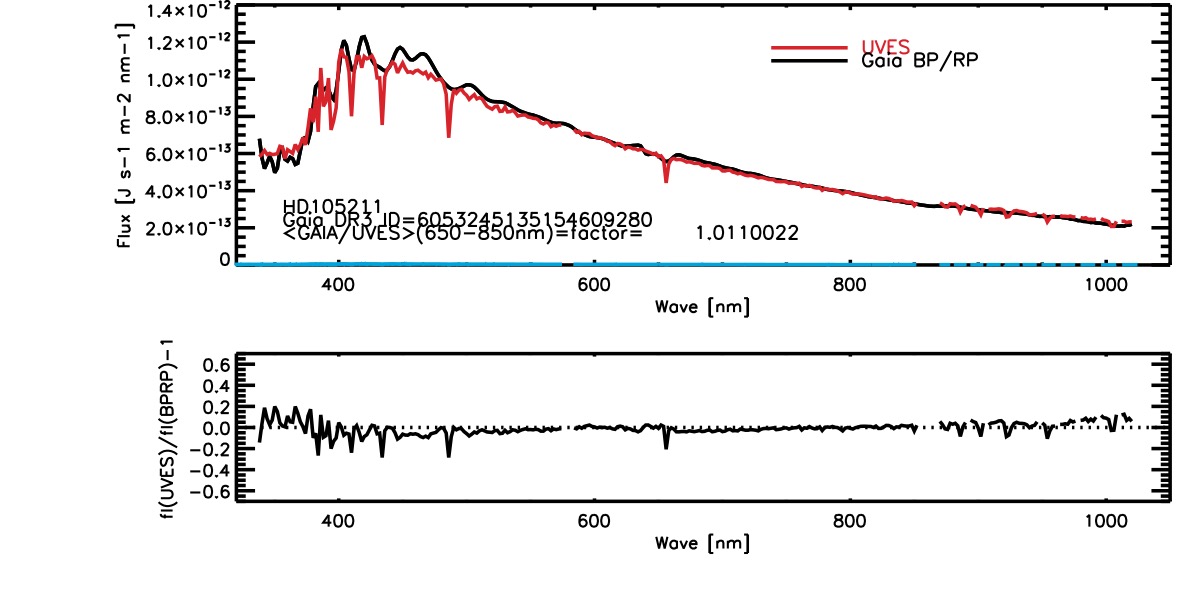 1.4×10−12
1.2×10−12
1.0×10−12
8.0×10−13
6.0×10−13
4.0×10−13
2.0×10−13
0
Flux [J s−1 m−2 nm−1]
UVES
Gaia BP/RP
HD105211
Gaia DR3 ID=6053245135154609280
<GAIA/UVES>(650−850nm)=factor= 1.0110022
400 600 800 1000
Wave [nm]
0.6
0.4
0.2
0.0
−0.2
−0.4
−0.6
fl(UVES)/fl(BPRP)−1
400 600 800 1000
Wave [nm]